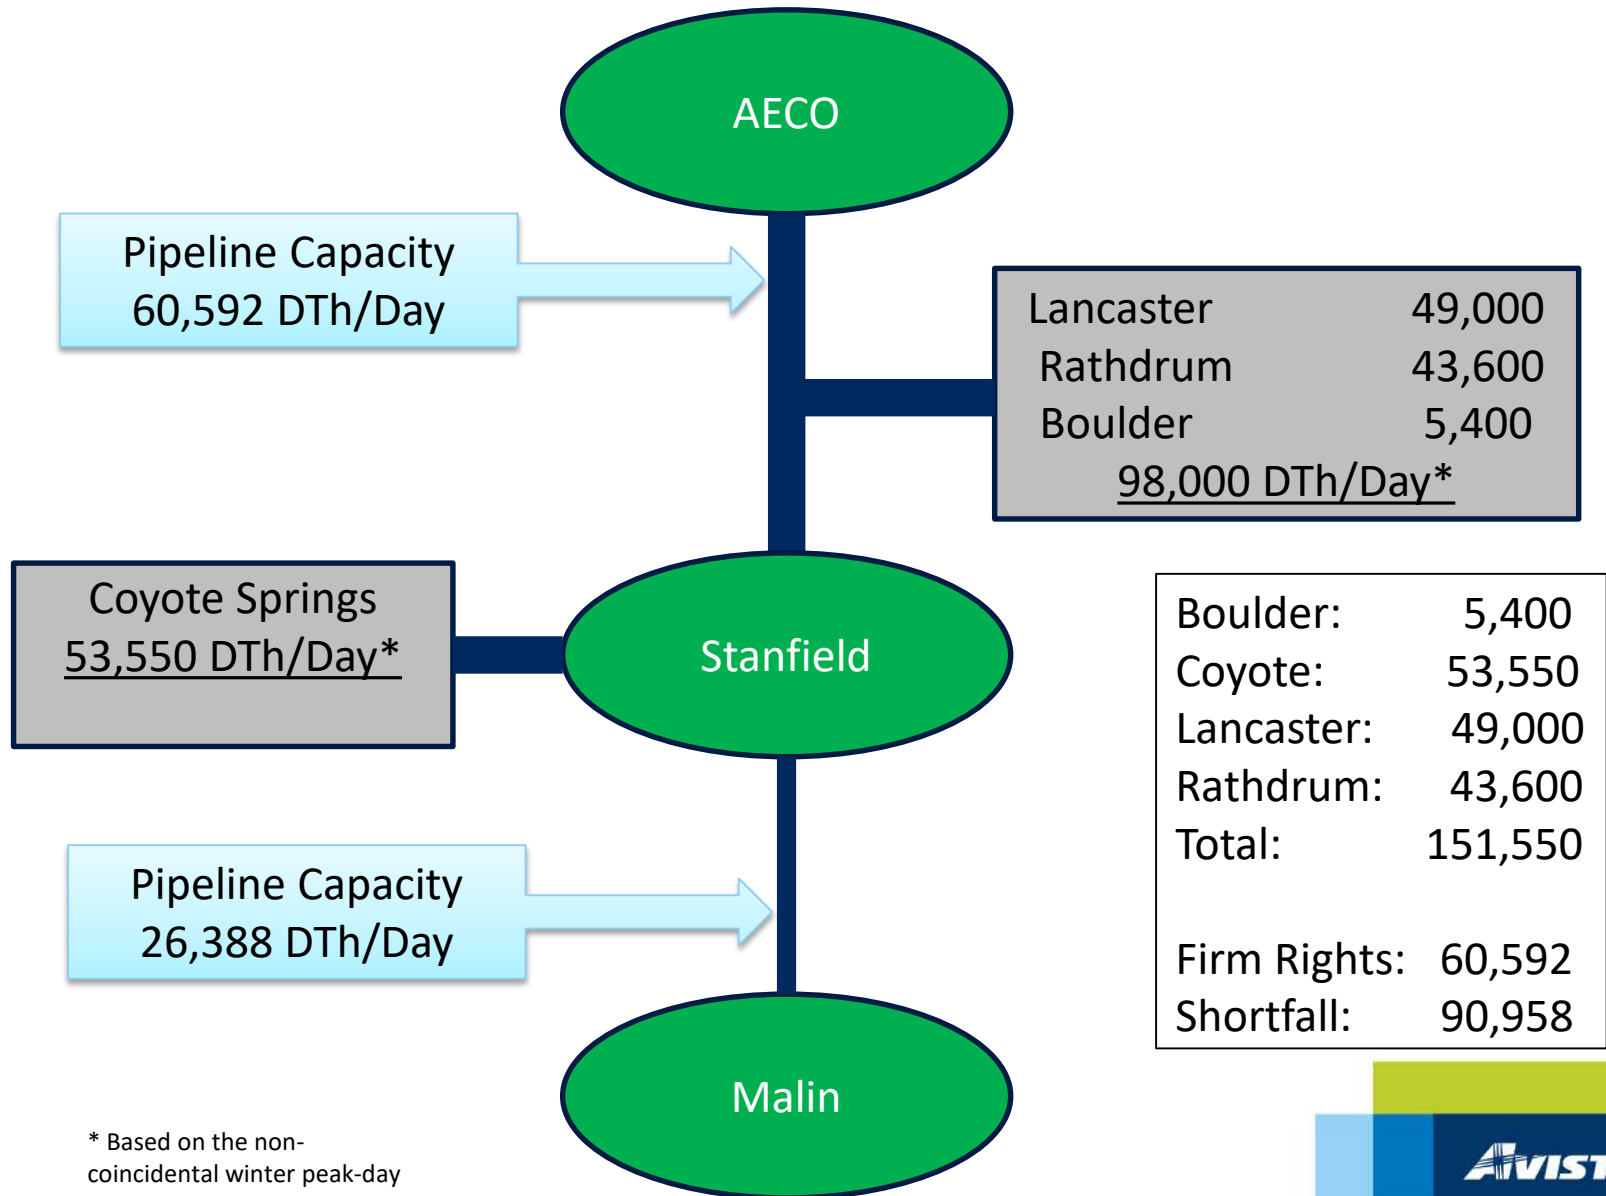 AECO
Pipeline Capacity
60,592 DTh/Day
Lancaster 49,000
Rathdrum 43,600
Boulder 5,400
98,000 DTh/Day*
Coyote Springs
53,550 DTh/Day*
Stanfield
Boulder: 5,400
Coyote: 53,550
Lancaster: 49,000
Rathdrum: 43,600
Total: 151,550
Firm Rights: 60,592
Shortfall: 90,958
Pipeline Capacity
26,388 DTh/Day
Malin
* Based on the non-
coincidental winter peak-day
AVIST